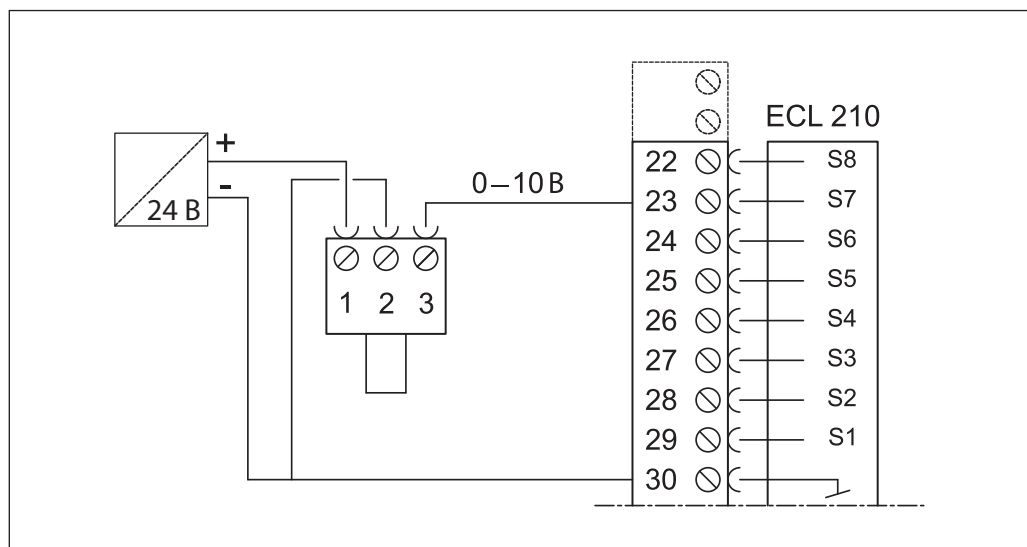 ECL 210
+
-
24 В
0–10 В
1 2 3
22 S8
23 S7
24 S6
25 S5
26 S4
27 S3
28 S2
29 S1
30